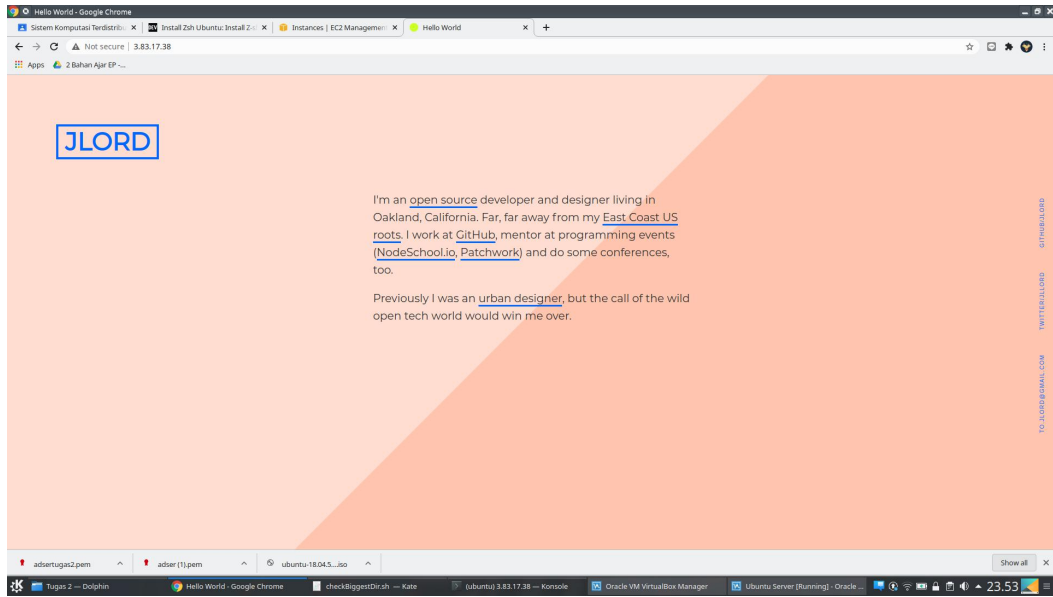 Hello World - Google Chrome
Sistem Komputasi Terdistribu
Install Zsh Ubuntu: Install Z-s
Instances | EC2 Managemen
Hello World
Not secure | 3.83.17.38
Apps
2 Bahan Ajar EP -...
JLORD
I'm an open source developer and designer living in
Oakland, California. Far, far away from my East Coast US
roots. I work at GitHub, mentor at programming events
(NodeSchool.io, Patchwork) and do some conferences,
too.
Previously I was an urban designer, but the call of the wild
open tech world would win me over.
GITHUB/JLORD
TWITTER/JLLORD
TO.JLORD@GMAIL.COM
adsertugas2.pem
adser (1).pem
ubuntu-18.04.5....iso
Show all
Tugas 2 — Dolphin
Hello World - Google Chrome
checkBiggestDir.sh — Kate
(ubuntu) 3.83.17.38 — Konsole
Oracle VM VirtualBox Manager
Ubuntu Server [Running] - Oracle ...
23.53